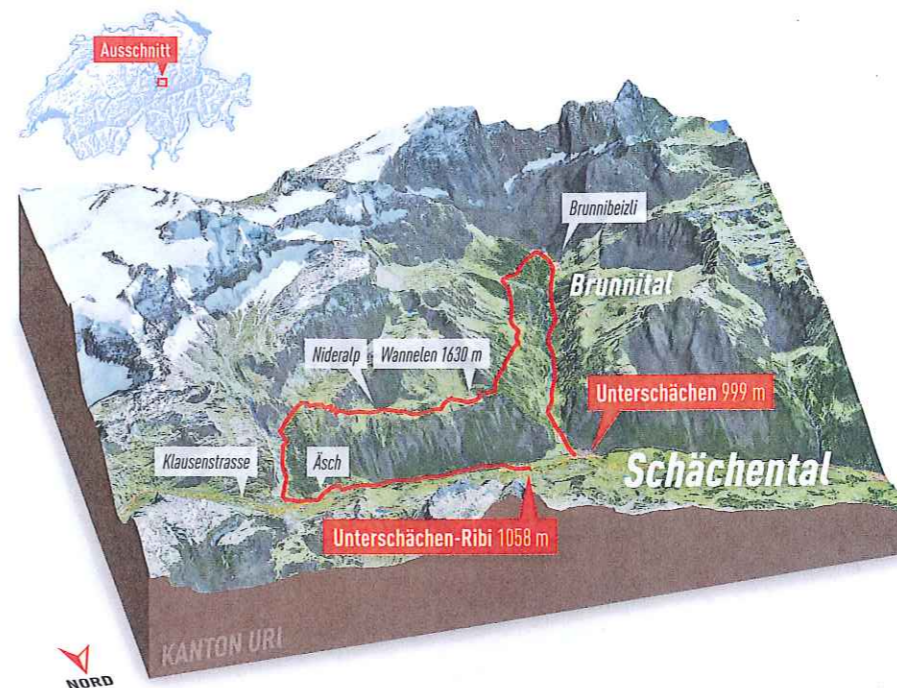 Ausschnitt
Brunnibeizli
Brunnital
Nideralp
Wannelen 1630 m
Unterschächen 999 m
Klausenstrasse
Äsch
Schächental
Unterschächen-Ribi 1058 m
KANTON URI
NORD